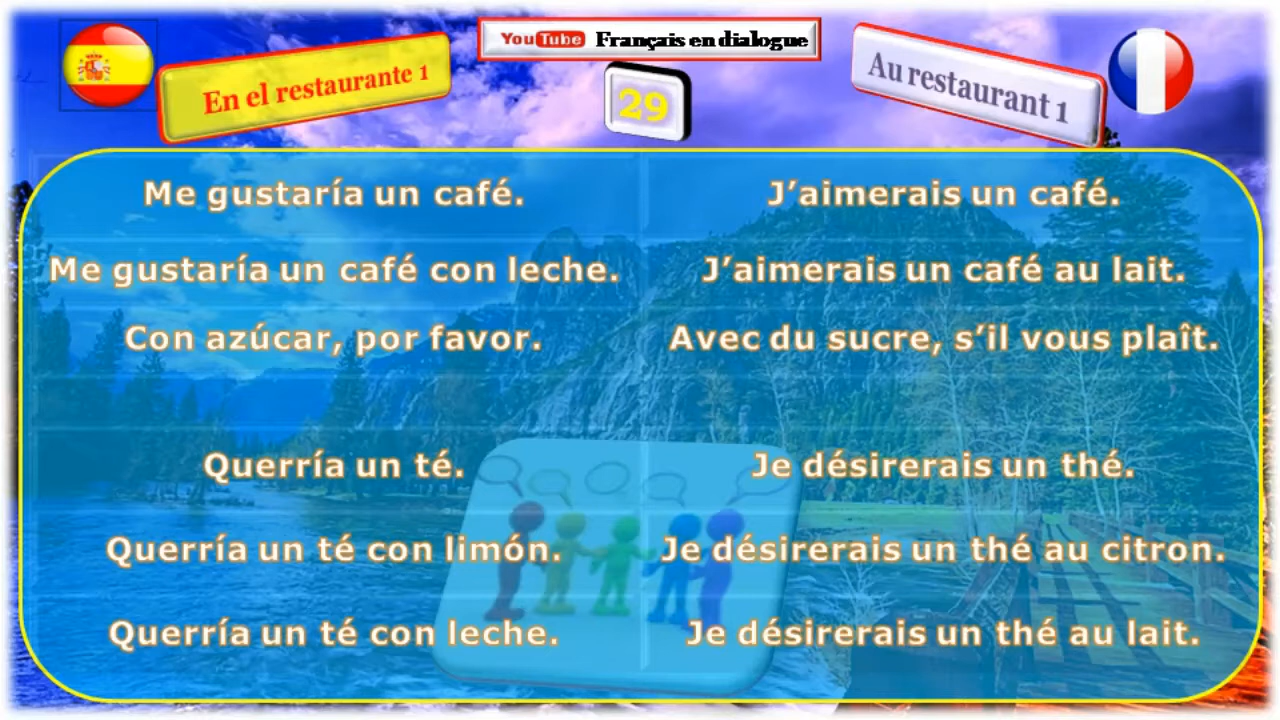 YouTube Français en dialogue
En el restaurante 1
29
Au restaurant 1
Me gustaría un café.
J’aimerais un café.
Me gustaría un café con leche.
J’aimerais un café au lait.
Con azúcar, por favor.
Avec du sucre, s’il vous plaît.
Querría un té.
Je désirerais un thé.
Querría un té con limón.
Je désirerais un thé au citron.
Querría un té con leche.
Je désirerais un thé au lait.